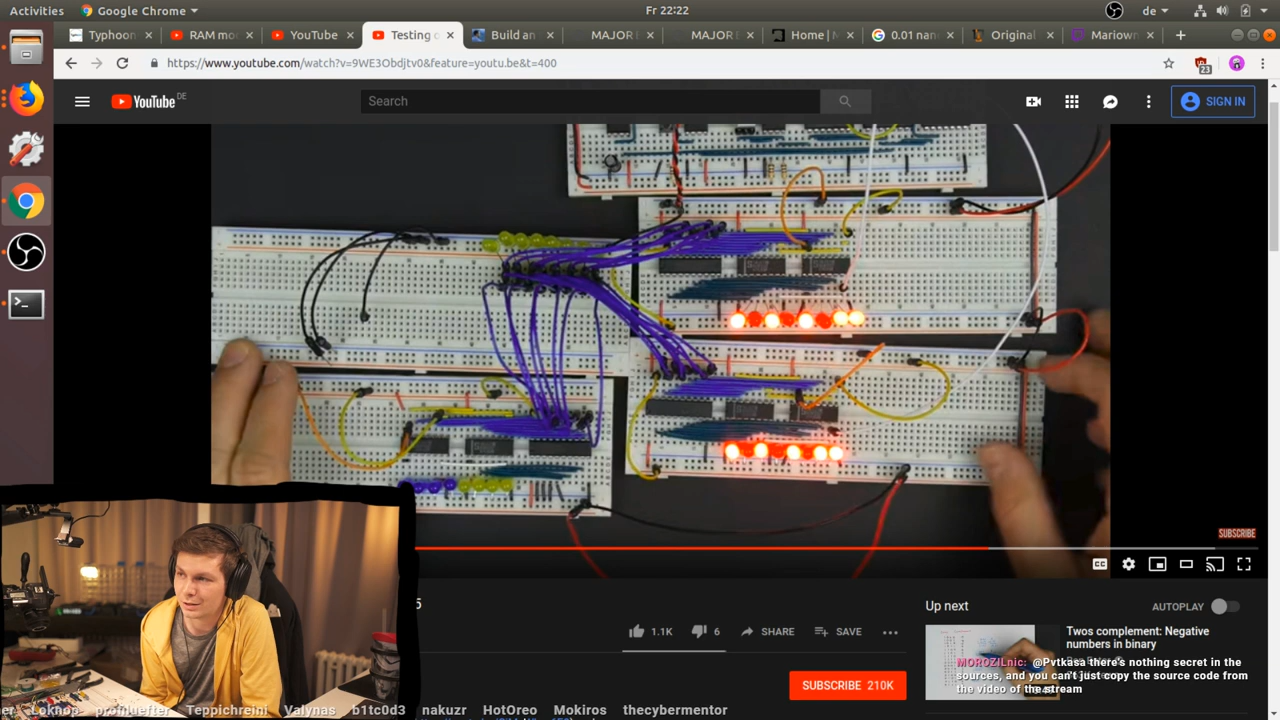 Activities Google Chrome Fr 22:22 de
Typhoon RAM mo YouTube Testing Build an MAJOR MAJOR Home | 0.01 nan Original Mariown
https://www.youtube.com/watch?v=9WE3Obdjtv0&feature=youtu.be&t=400 23
YouTube DE Search SIGN IN
SUBSCRIBE
5
1.1K 6 SHARE SAVE
SUBSCRIBE 210K
Up next AUTOPLAY
Twos complement: Negative
numbers in binary
MOROZILnic: @Pvtknsa there's nothing secret in the
sources, and you can't just copy the source code from
the video of the stream
Teppichreini Valynas b1tc0d3 nakuzr HotOreo Mokiros thecybermentor